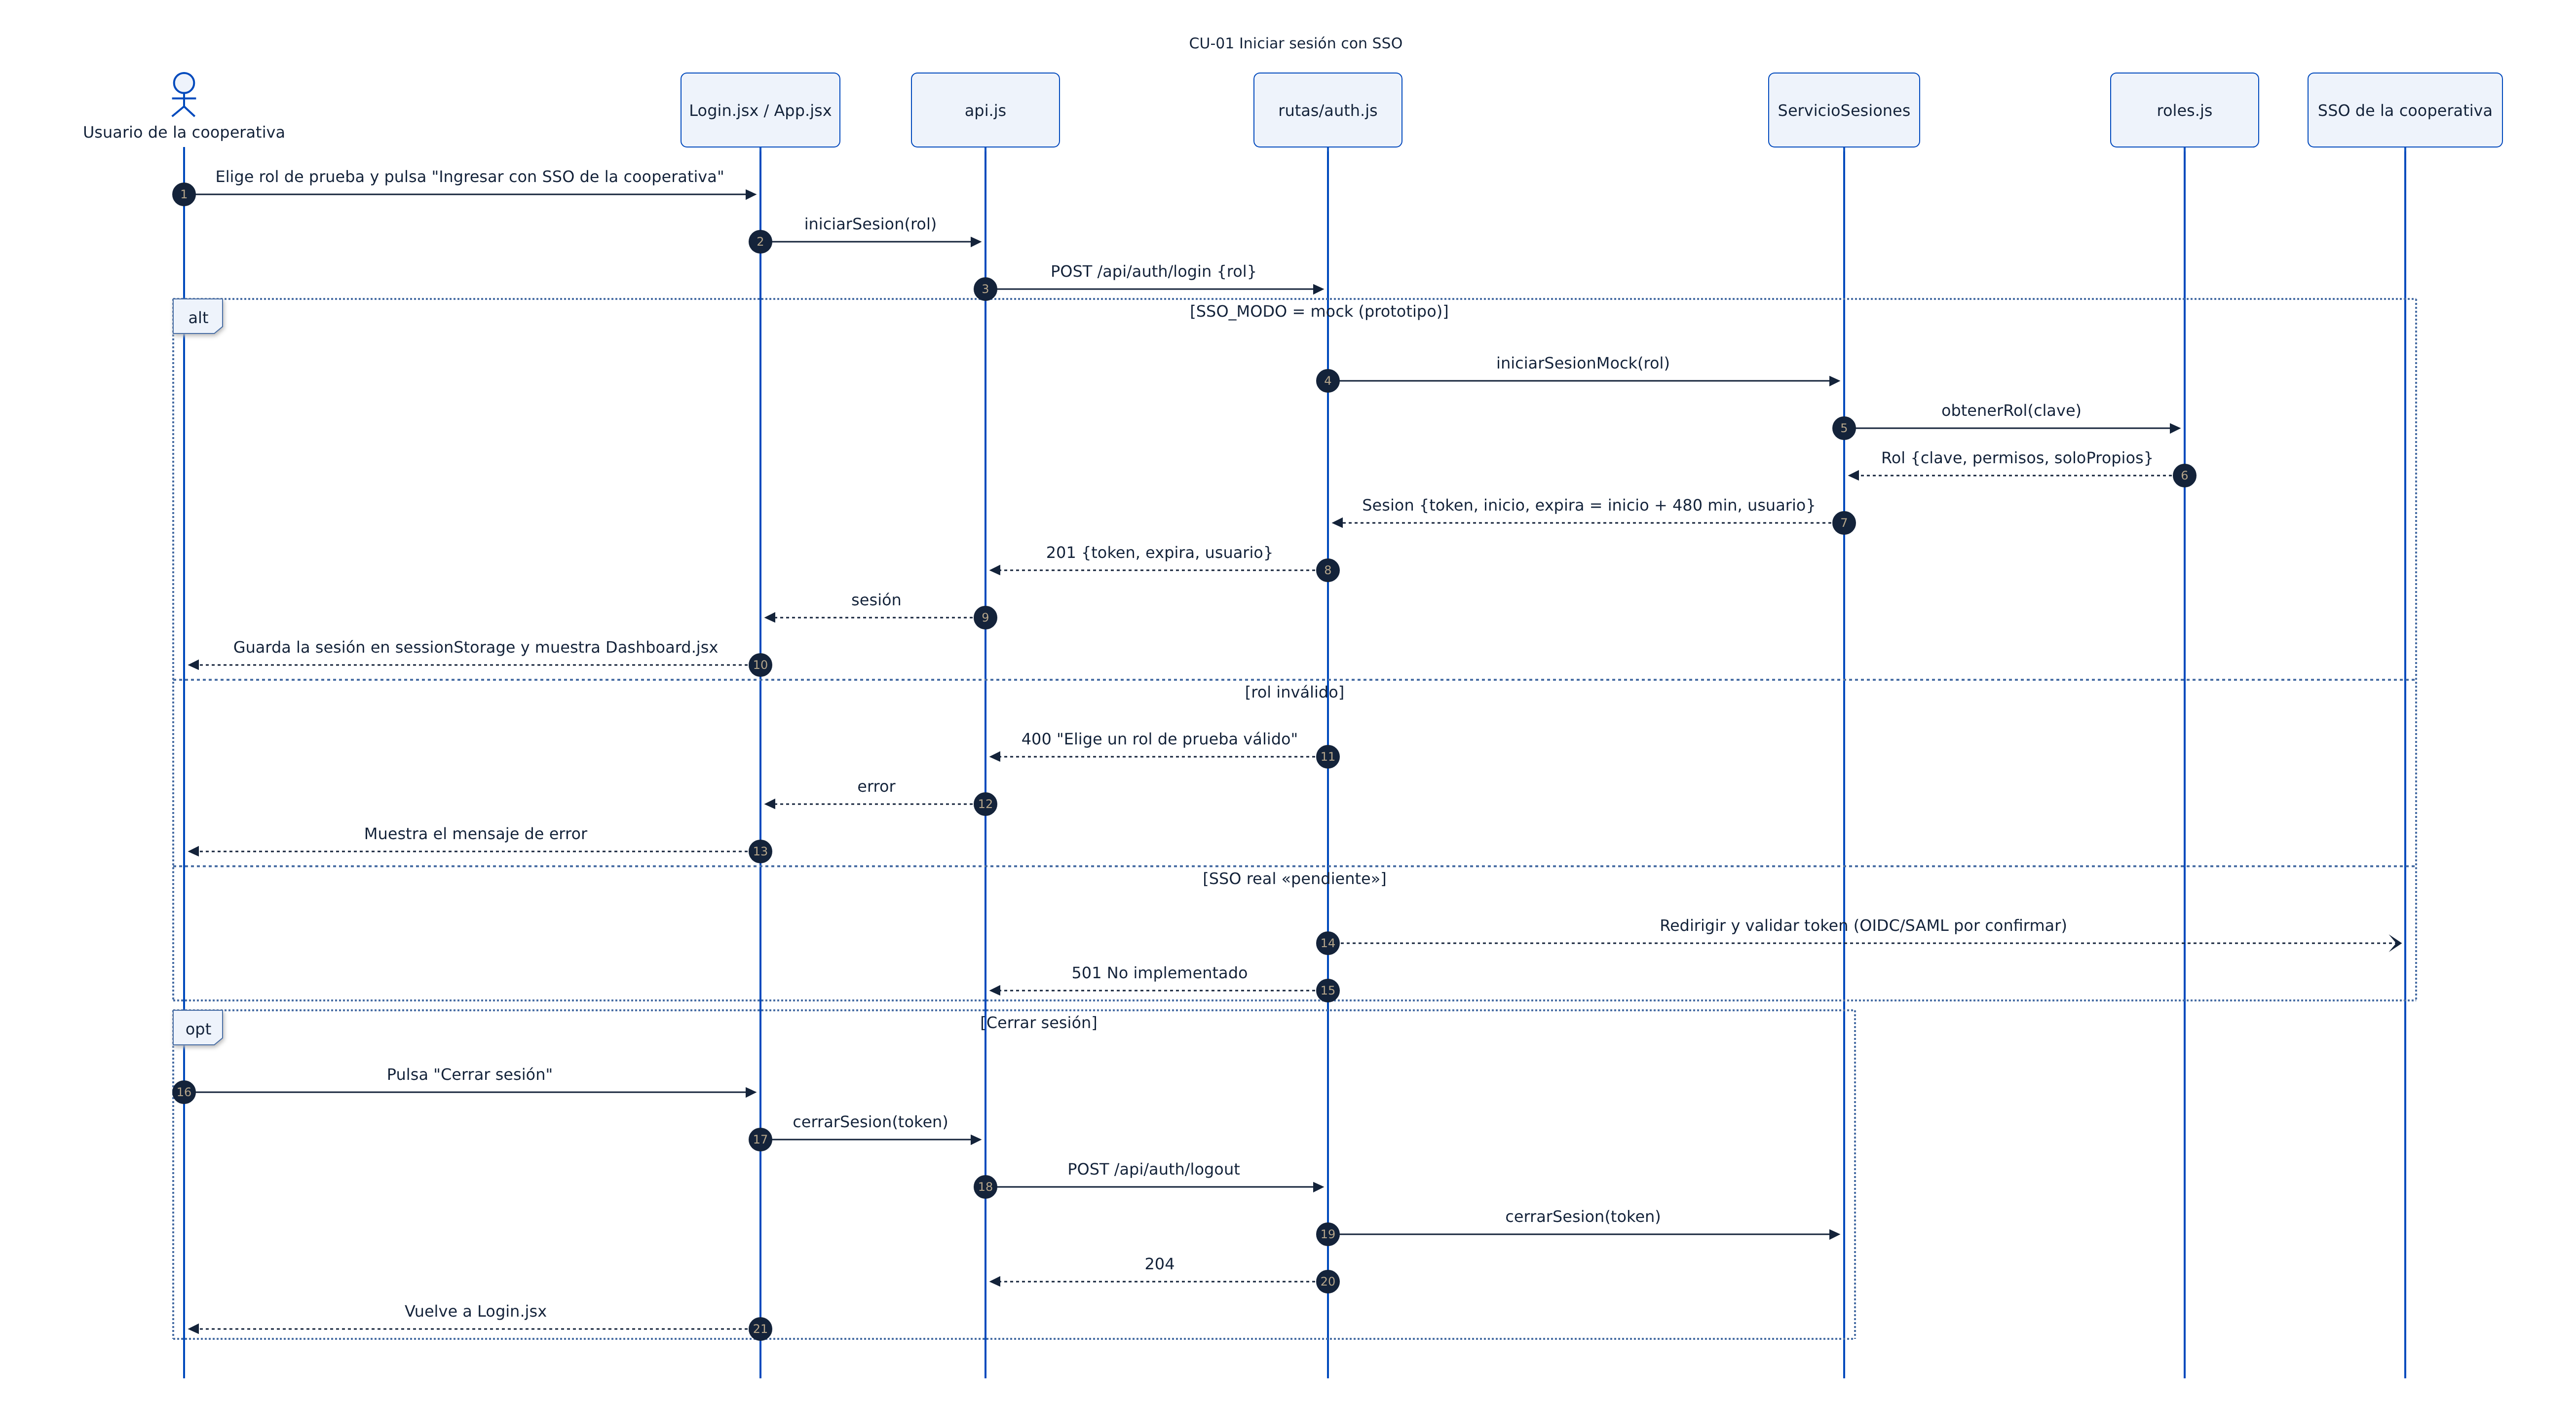 CU-01 Iniciar sesión con SSO
Usuario de la cooperativa
Login.jsx / App.jsx
api.js
rutas/auth.js
ServicioSesiones
roles.js
SSO de la cooperativa
Elige rol de prueba y pulsa "Ingresar con SSO de la cooperativa"
1
iniciarSesion(rol)
2
POST /api/auth/login {rol}
3
alt
[SSO_MODO = mock (prototipo)]
iniciarSesionMock(rol)
4
obtenerRol(clave)
5
Rol {clave, permisos, soloPropios}
6
Sesion {token, inicio, expira = inicio + 480 min, usuario}
7
201 {token, expira, usuario}
8
sesión
9
Guarda la sesión en sessionStorage y muestra Dashboard.jsx
10
[rol inválido]
400 "Elige un rol de prueba válido"
11
error
12
Muestra el mensaje de error
13
[SSO real «pendiente»]
Redirigir y validar token (OIDC/SAML por confirmar)
14
501 No implementado
15
opt
[Cerrar sesión]
Pulsa "Cerrar sesión"
16
cerrarSesion(token)
17
POST /api/auth/logout
18
cerrarSesion(token)
19
204
20
Vuelve a Login.jsx
21